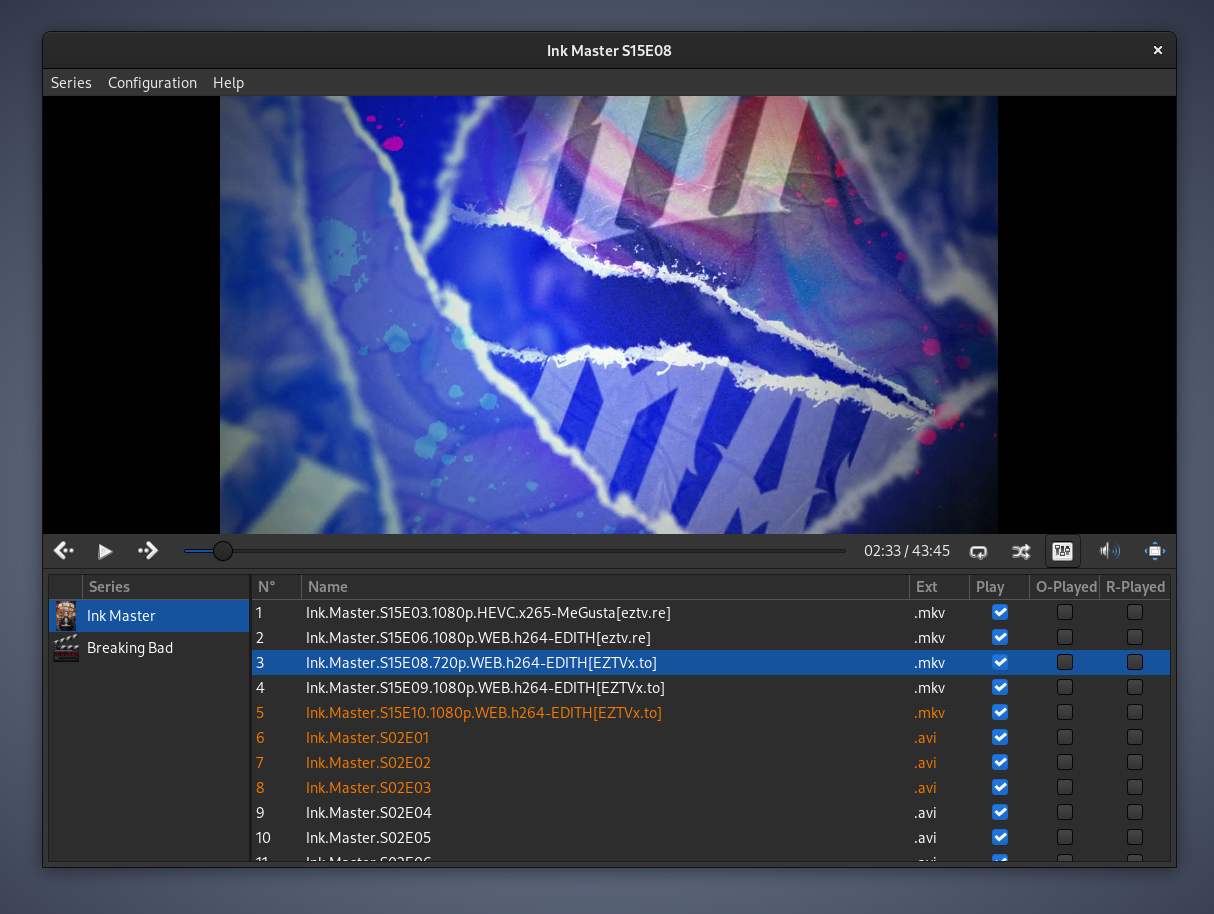 Ink Master S15E08
Series Configuration Help
02:33 / 43:45
Series
Ink Master
Breaking Bad
N° Name Ext Play O-Played R-Played
1 Ink.Master.S15E03.1080p.HEVC.x265-MeGusta[eztv.re] .mkv
2 Ink.Master.S15E06.1080p.WEB.h264-EDITH[eztv.re] .mkv
3 Ink.Master.S15E08.720p.WEB.h264-EDITH[EZTVx.to] .mkv
4 Ink.Master.S15E09.1080p.WEB.h264-EDITH[EZTVx.to] .mkv
5 Ink.Master.S15E10.1080p.WEB.h264-EDITH[EZTVx.to] .mkv
6 Ink.Master.S02E01 .avi
7 Ink.Master.S02E02 .avi
8 Ink.Master.S02E03 .avi
9 Ink.Master.S02E04 .avi
10 Ink.Master.S02E05 .avi